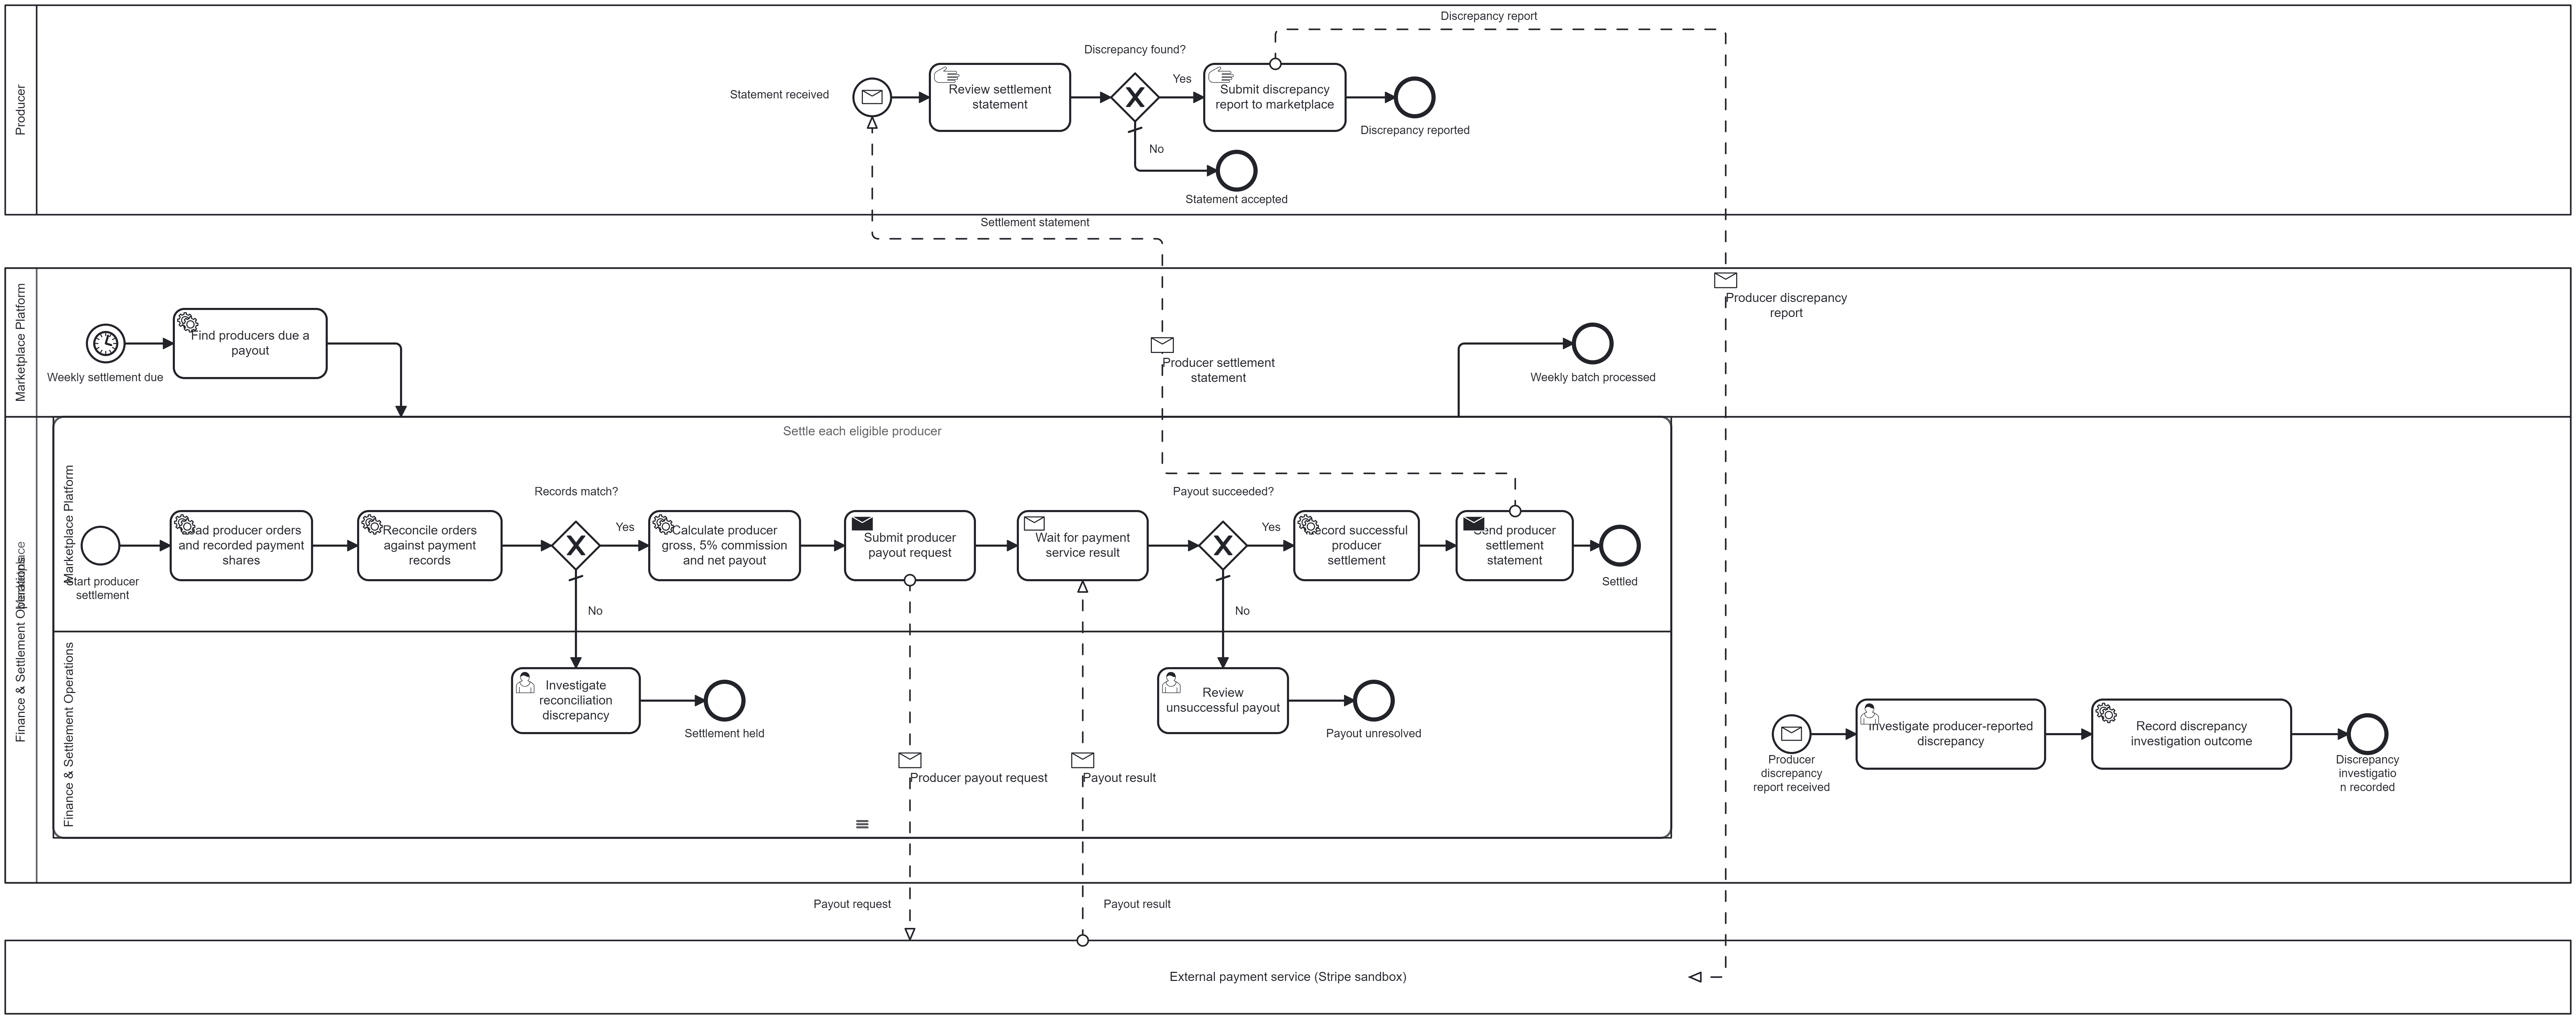 Discrepancy report
Producer
Discrepancy found?
Statement received
Review settlement
statement
Yes
Submit discrepancy
report to marketplace
Discrepancy reported
No
Statement accepted
Settlement statement
Marketplace Platform
Weekly settlement due
Find producers due a
payout
Producer settlement
statement
Weekly batch processed
Producer discrepancy
report
Finance & Settlement Operations
Settle each eligible producer
Marketplace Platform
Start producer
settlement
producer orders
and recorded payment
shares
Reconcile orders
against payment
records
Records match?
Yes
No
Calculate producer
gross, 5% commission
and net payout
Submit producer
payout request
Wait for payment
service result
Payout succeeded?
Yes
No
Record successful
producer
settlement
Send producer
settlement
statement
Settled
Finance & Settlement Operations
Investigate
reconciliation
discrepancy
Settlement held
Review
unsuccessful payout
Payout unresolved
Producer payout request
Payout result
Producer
discrepancy
report received
Investigate producer-reported
discrepancy
Record discrepancy
investigation outcome
Discrepancy
investigatio
n recorded
Payout request
Payout result
External payment service (Stripe sandbox)